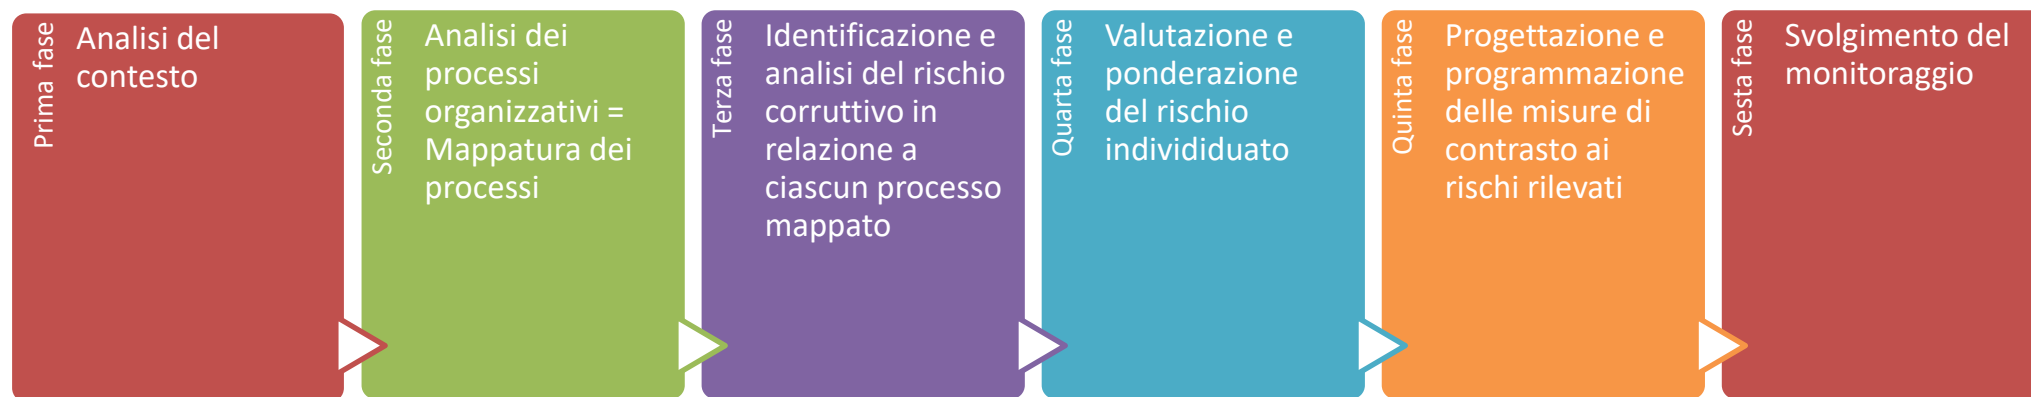 Prima fase
Analisi del
contesto
Seconda fase
Analisi dei
processi
organizzativi =
Mappatura dei
processi
Terza fase
Identificazione e
analisi del rischio
corruttivo in
relazione a
ciascun processo
mappato
Quarta fase
Valutazione e
ponderazione
del rischio
individiduato
Quinta fase
Progettazione e
programmazione
delle misure di
contrasto ai
rischi rilevati
Sesta fase
Svolgimento del
monitoraggio